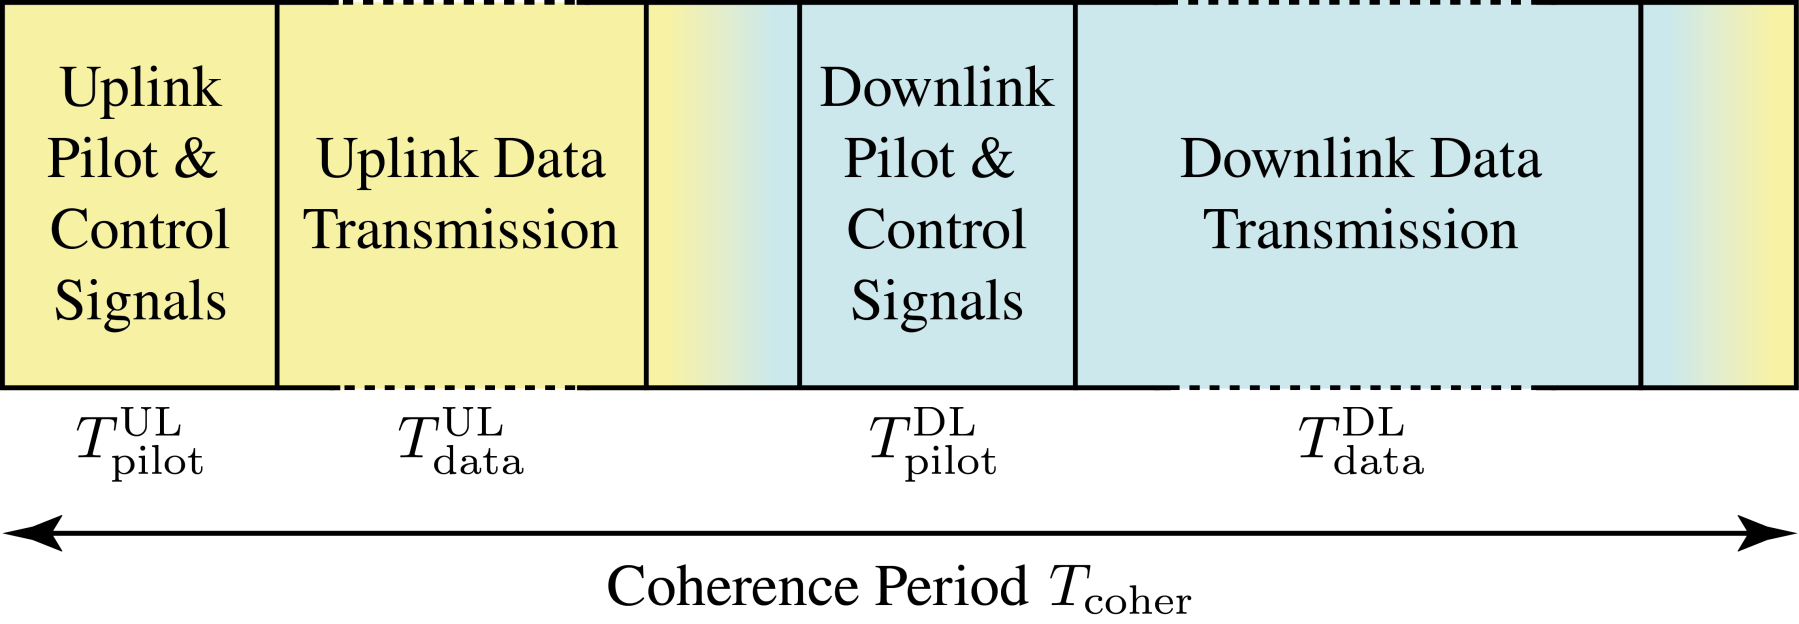 Uplink
Pilot &
Control
Signals
Uplink Data
Transmission
Downlink
Pilot &
Control
Signals
Downlink Data
Transmission
T^UL_pilot
T^UL_data
T^DL_pilot
T^DL_data
Coherence Period T_coher